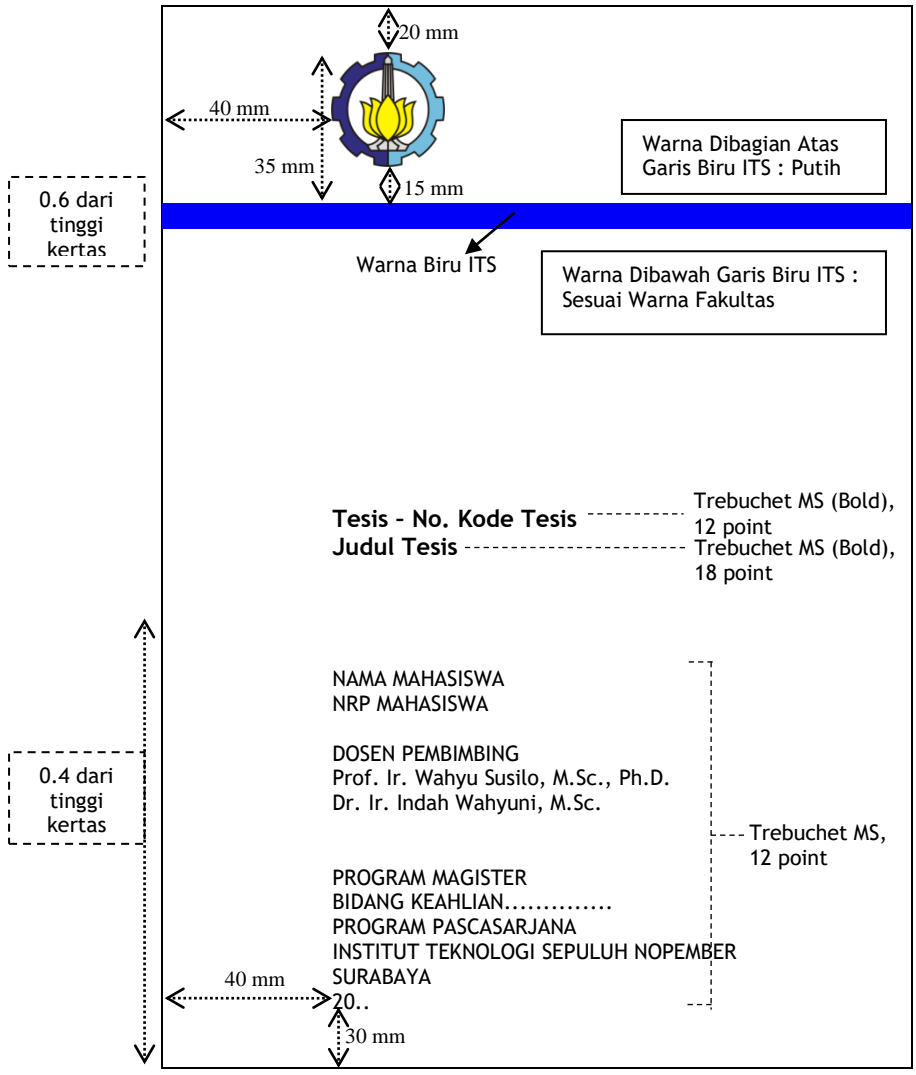 20 mm
40 mm
35 mm
15 mm
Warna Dibagian Atas
Garis Biru ITS : Putih
0.6 dari
tinggi
kertas
Warna Biru ITS
Warna Dibawah Garis Biru ITS :
Sesuai Warna Fakultas
Tesis – No. Kode Tesis
Trebuchet MS (Bold),
12 point
Judul Tesis
Trebuchet MS (Bold),
18 point
NAMA MAHASISWA
NRP MAHASISWA
DOSEN PEMBIMBING
Prof. Ir. Wahyu Susilo, M.Sc., Ph.D.
Dr. Ir. Indah Wahyuni, M.Sc.
0.4 dari
tinggi
kertas
Trebuchet MS,
12 point
PROGRAM MAGISTER
BIDANG KEAHLIAN..............
PROGRAM PASCASARJANA
INSTITUT TEKNOLOGI SEPULUH NOPEMBER
SURABAYA
20..
40 mm
30 mm